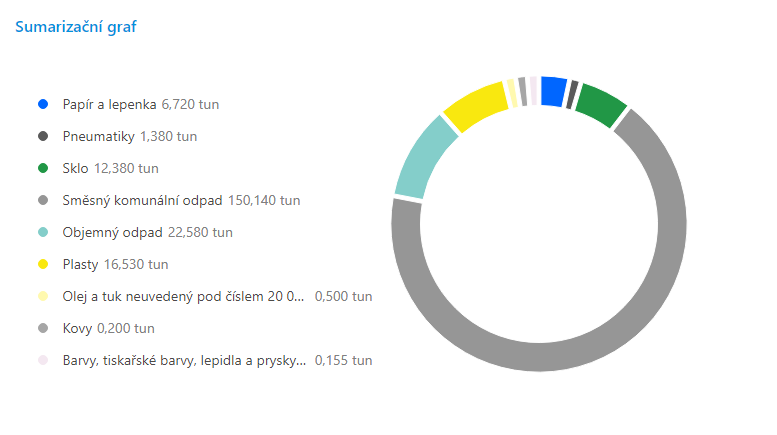 Sumarizační graf
Papír a lepenka 6,720 tun
Pneumatiky 1,380 tun
Sklo 12,380 tun
Směsný komunální odpad 150,140 tun
Objemný odpad 22,580 tun
Plasty 16,530 tun
Olej a tuk neuvedený pod číslem 20 0... 0,500 tun
Kovy 0,200 tun
Barvy, tiskařské barvy, lepidla a prysky... 0,155 tun